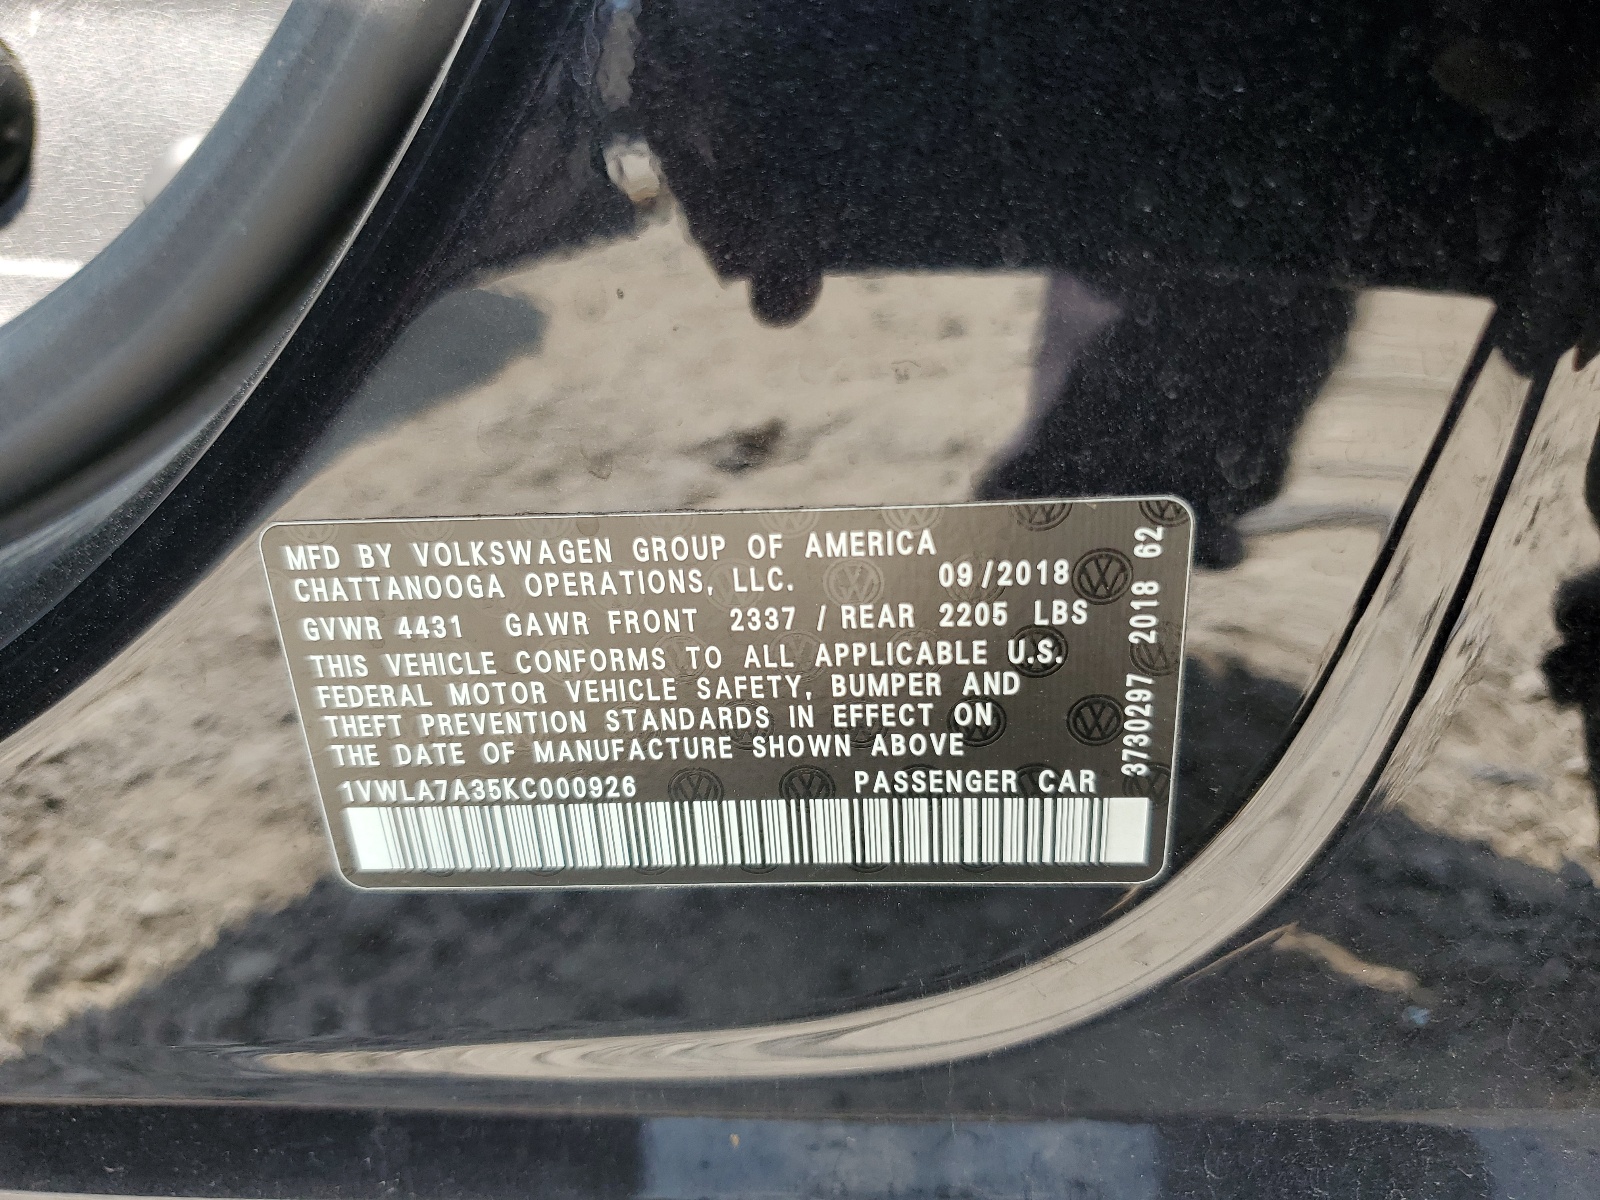 MFD BY VOLKSWAGEN GROUP OF AMERICA
CHATTANOOGA OPERATIONS, LLC. 09/2018
GVWR 4431 GAWR FRONT 2337 / REAR 2205 LBS
THIS VEHICLE CONFORMS TO ALL APPLICABLE U.S.
FEDERAL MOTOR VEHICLE SAFETY, BUMPER AND
THEFT PREVENTION STANDARDS IN EFFECT ON
THE DATE OF MANUFACTURE SHOWN ABOVE
1VWLA7A35KC000926 PASSENGER CAR
3730297 2018 62